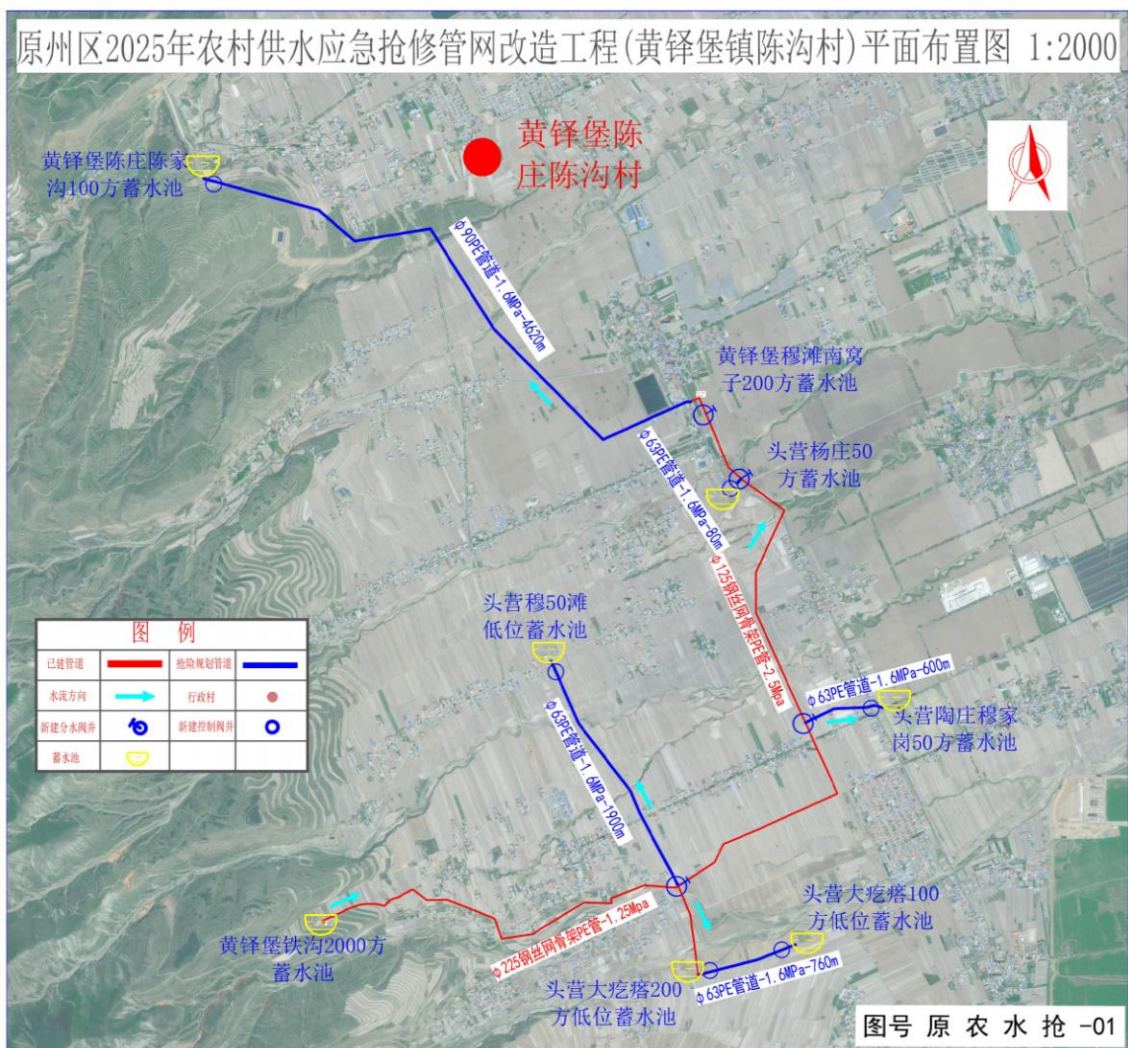 原州区2025年农村供水应急抢修管网改造工程(黄铎堡镇陈沟村)平面布置图 1:2000
黄铎堡陈
庄陈沟村
黄铎堡陈庄陈家
沟100方蓄水池
φ90PE管道-1.6MPa-4620m
黄铎堡穆滩南窝
子200方蓄水池
头营杨庄50
方蓄水池
φ63PE管道-1.6MPa-80m
φ125钢丝网骨架PE管-2.5Mpa
头营穆50滩
低位蓄水池
φ63PE管道-1.6MPa-600m
头营陶庄穆家
岗50方蓄水池
φ63PE管道-1.6MPa-1900m
图 例
已建管道 抢险规划管道
水流方向 行政村
新建分水阀井 新建控制阀井
蓄水池
头营大疙瘩100
方低位蓄水池
φ225钢丝网骨架PE管-1.25Mpa
黄铎堡铁沟2000方
蓄水池
φ63PE管道-1.6MPa-760m
头营大疙瘩200
方低位蓄水池
图号 原 农 水 抢 -01